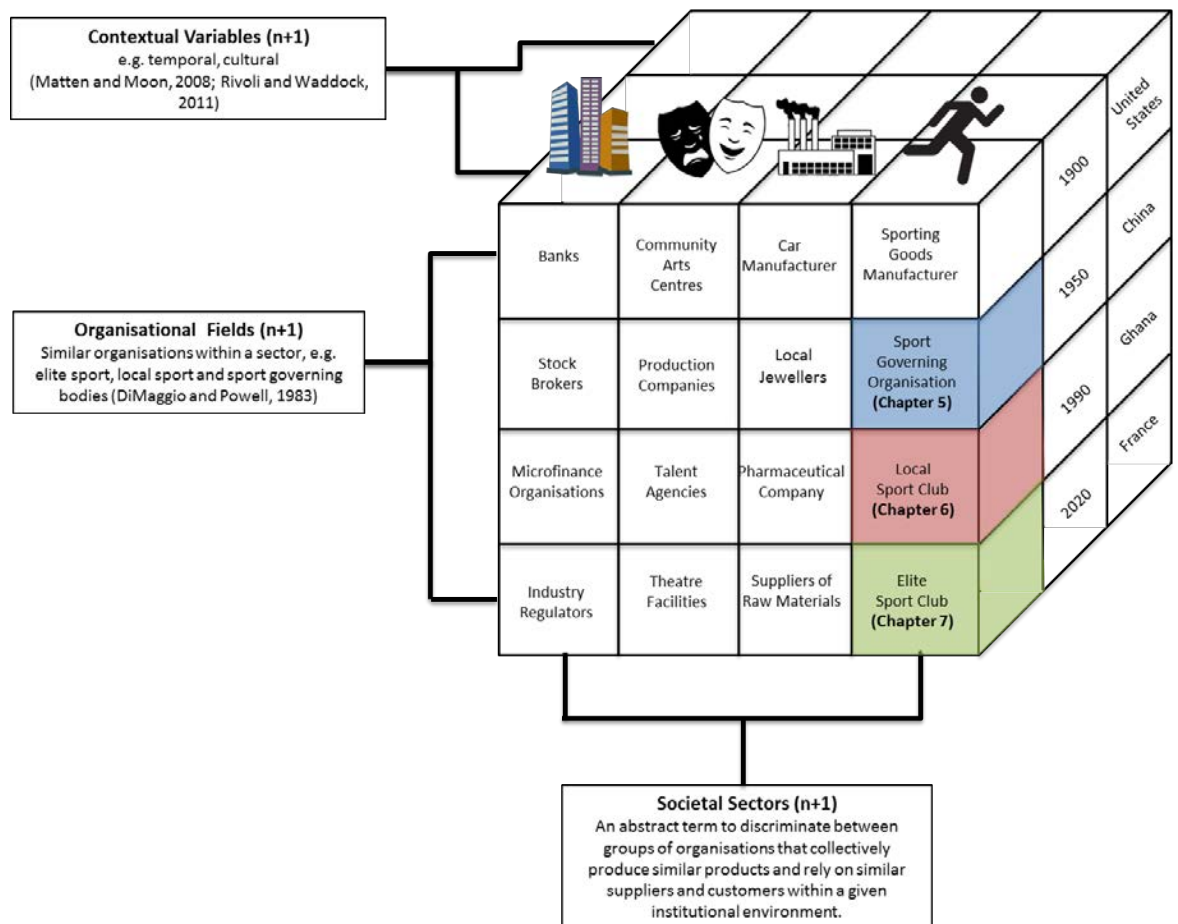 Contextual Variables (n+1)
e.g. temporal, cultural
(Matten and Moon, 2008; Rivoli and Waddock,
2011)
United
States
China
Ghana
France
1900
1950
1990
2020
Organisational Fields (n+1)
Similar organisations within a sector, e.g.
elite sport, local sport and sport governing
bodies (DiMaggio and Powell, 1983)
Banks
Community
Arts
Centres
Car
Manufacturer
Sporting
Goods
Manufacturer
Stock
Brokers
Production
Companies
Local
Jewellers
Sport
Governing
Organisation
(Chapter 5)
Microfinance
Organisations
Talent
Agencies
Pharmaceutical
Company
Local
Sport Club
(Chapter 6)
Industry
Regulators
Theatre
Facilities
Suppliers of
Raw Materials
Elite
Sport Club
(Chapter 7)
Societal Sectors (n+1)
An abstract term to discriminate between
groups of organisations that collectively
produce similar products and rely on similar
suppliers and customers within a given
institutional environment.